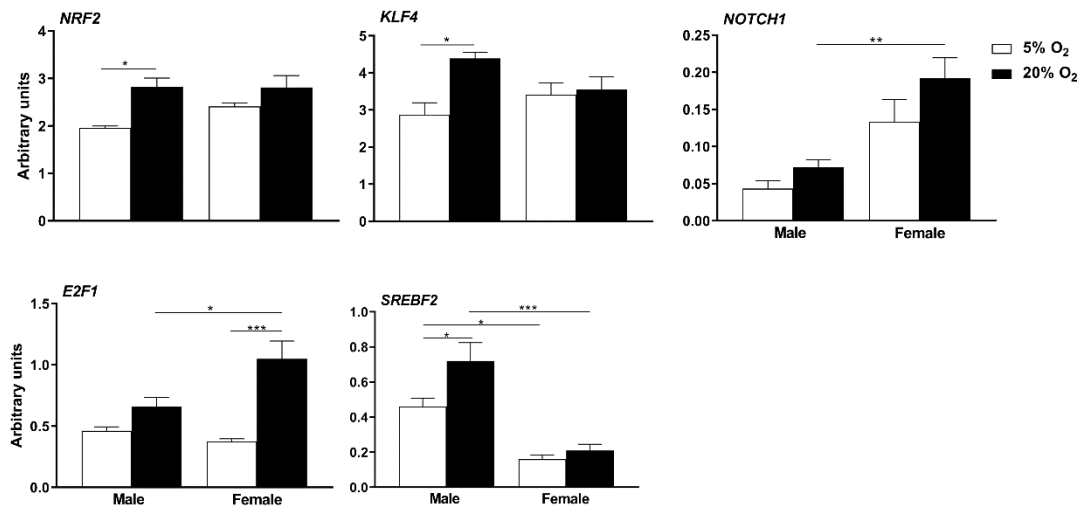 NRF2
Arbitrary units
4
3
2
1
0
*
KLF4
5
4
3
2
1
0
*
NOTCH1
0.25
0.20
0.15
0.10
0.05
0.00
**
Male Female
5% O₂
20% O₂
E2F1
Arbitrary units
1.5
1.0
0.5
0.0
*
***
Male Female
SREBF2
1.0
0.8
0.6
0.4
0.2
0.0
***
*
*
Male Female